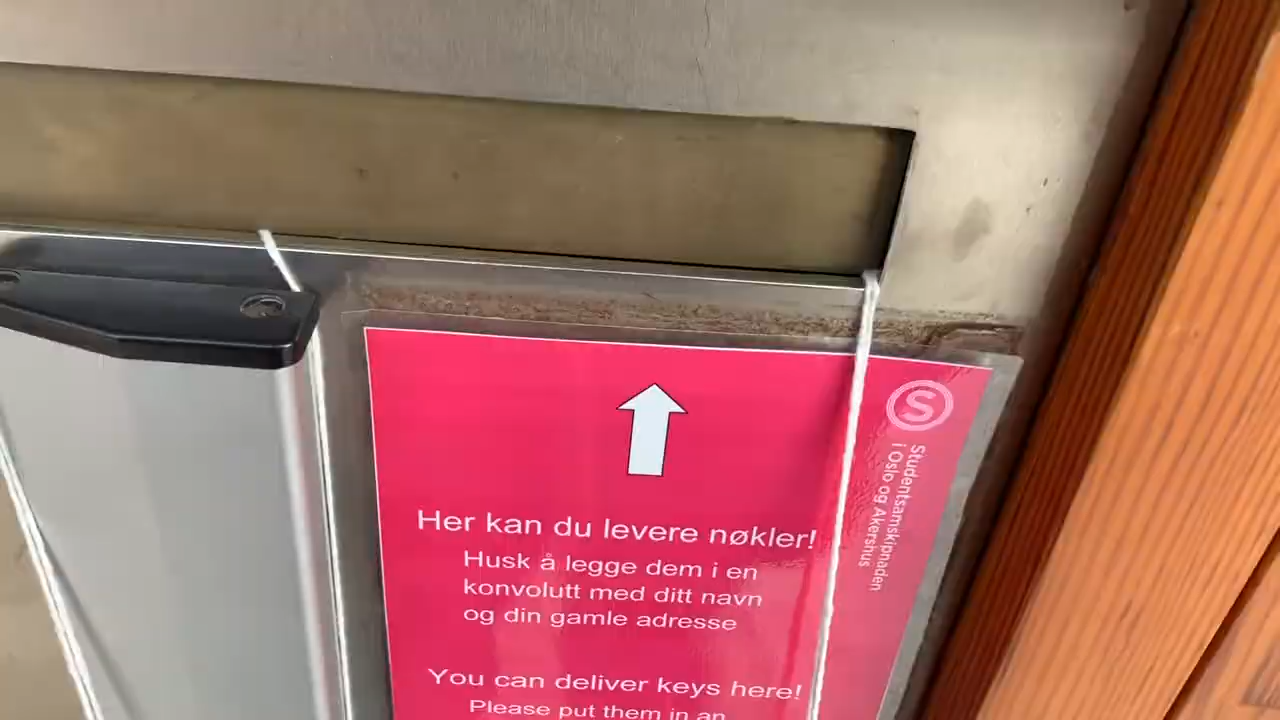 S
Studentsamskipnaden
i Oslo og Akershus
Her kan du levere nøkler!
Husk å legge dem i en
konvolutt med ditt navn
og din gamle adresse
You can deliver keys here!
Please put them in an